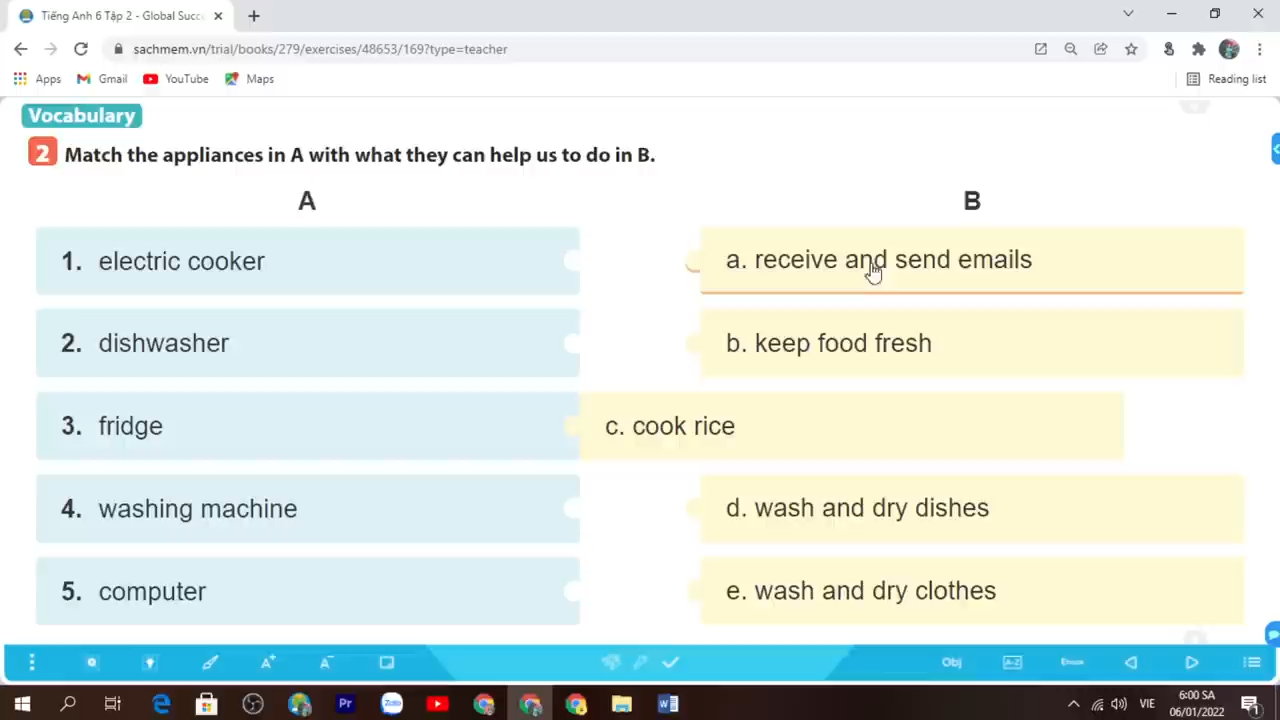 Tiếng Anh 6 Tập 2 - Global Succ
sachmem.vn/trial/books/279/exercises/48653/169?type=teacher
Apps Gmail YouTube Maps Reading list
Vocabulary
2 Match the appliances in A with what they can help us to do in B.
A B
1. electric cooker a. receive and send emails
2. dishwasher b. keep food fresh
3. fridge c. cook rice
4. washing machine d. wash and dry dishes
5. computer e. wash and dry clothes
A+ A- Obj A-Z
Pr Zalo W VIE 6:00 SA
06/01/2022 1